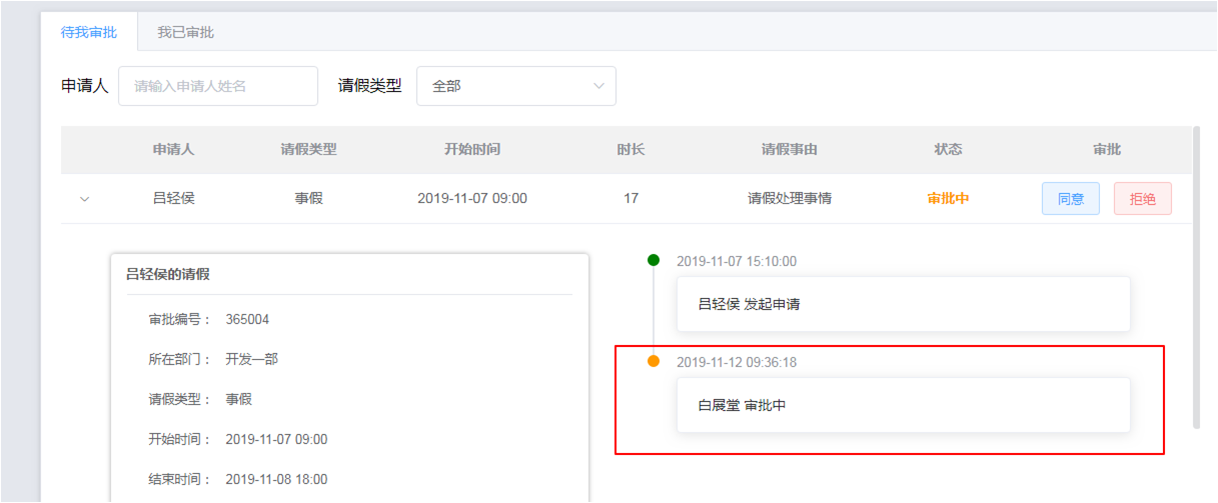 待我审批 我已审批
申请人 请输入申请人姓名 请假类型 全部
申请人 请假类型 开始时间 时长 请假事由 状态 审批
吕轻侯 事假 2019-11-07 09:00 17 请假处理事情 审批中 同意 拒绝
吕轻侯的请假
审批编号： 365004
所在部门： 开发一部
请假类型： 事假
开始时间： 2019-11-07 09:00
结束时间： 2019-11-08 18:00
2019-11-07 15:10:00
吕轻侯 发起申请
2019-11-12 09:36:18
白展堂 审批中